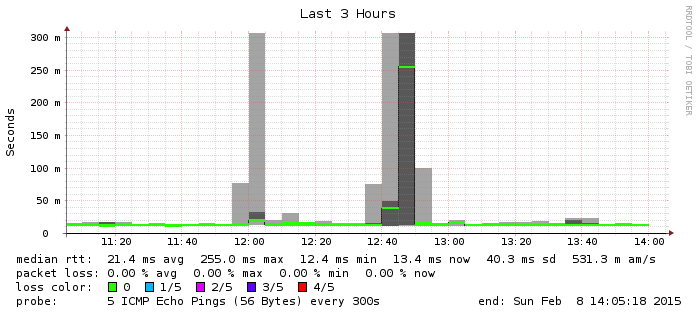 Last 3 Hours
RRDTOOL / TOBI OETIKER
Seconds
300 m
250 m
200 m
150 m
100 m
50 m
0
11:20 11:40 12:00 12:20 12:40 13:00 13:20 13:40 14:00
median rtt: 21.4 ms avg 255.0 ms max 12.4 ms min 13.4 ms now 40.3 ms sd 531.3 m am/s
packet loss: 0.00 % avg 0.00 % max 0.00 % min 0.00 % now
loss color: 0 1/5 2/5 3/5 4/5
probe: 5 ICMP Echo Pings (56 Bytes) every 300s end: Sun Feb 8 14:05:18 2015